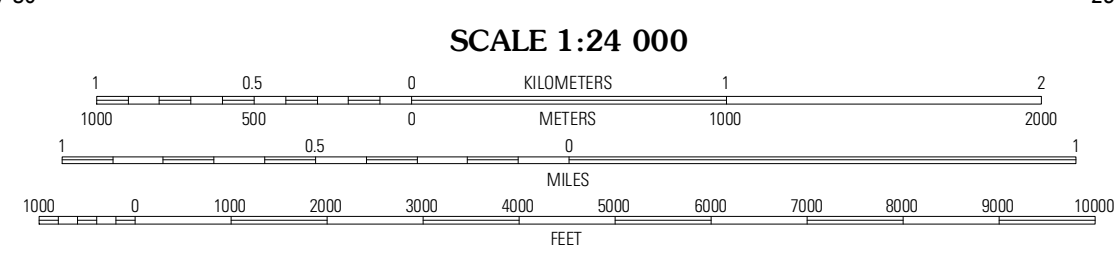 SCALE 1:24 000
1 0.5 0 KILOMETERS 1 2
1000 500 0 METERS 1000 2000
1 0.5 0 1
MILES
1000 0 1000 2000 3000 4000 5000 6000 7000 8000 9000 10000
FEET